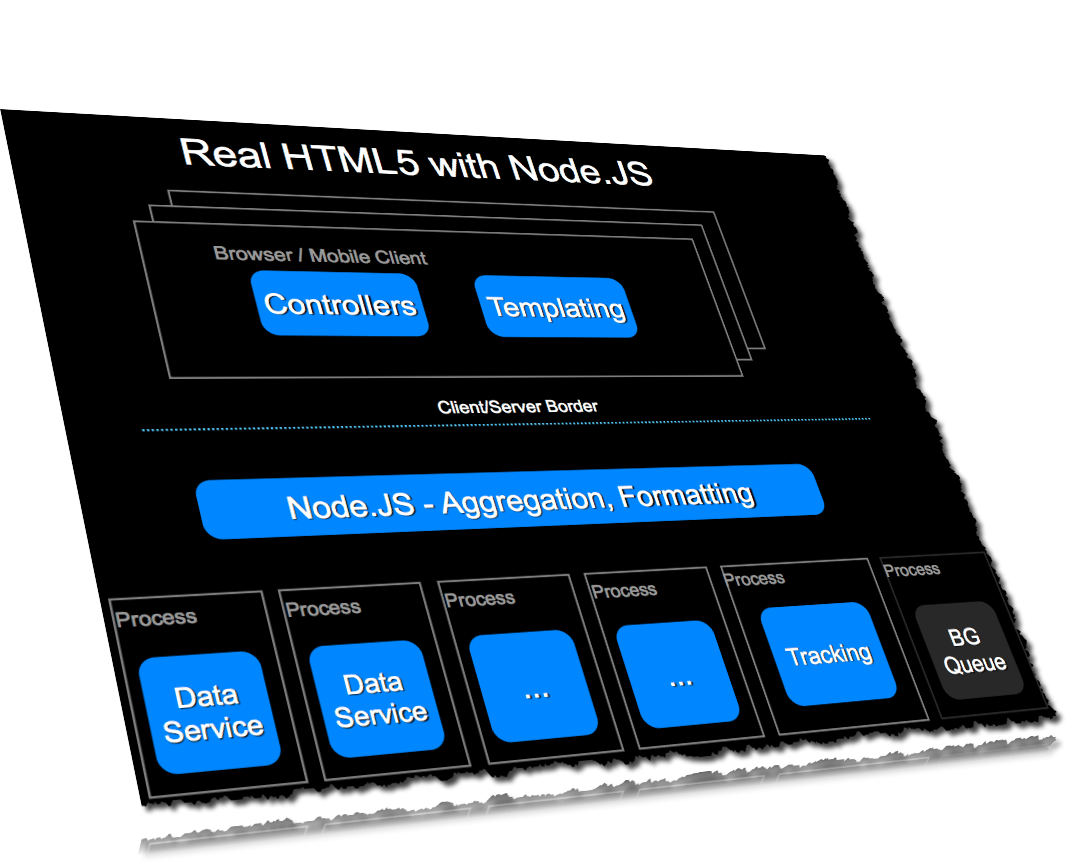 Real HTML5 with Node.JS
Browser / Mobile Client
Controllers
Templating
Client/Server Border
Node.JS - Aggregation, Formatting
Process
Data
Service
Process
Data
Service
Process
...
Process
...
Process
Tracking
Process
BG
Queue